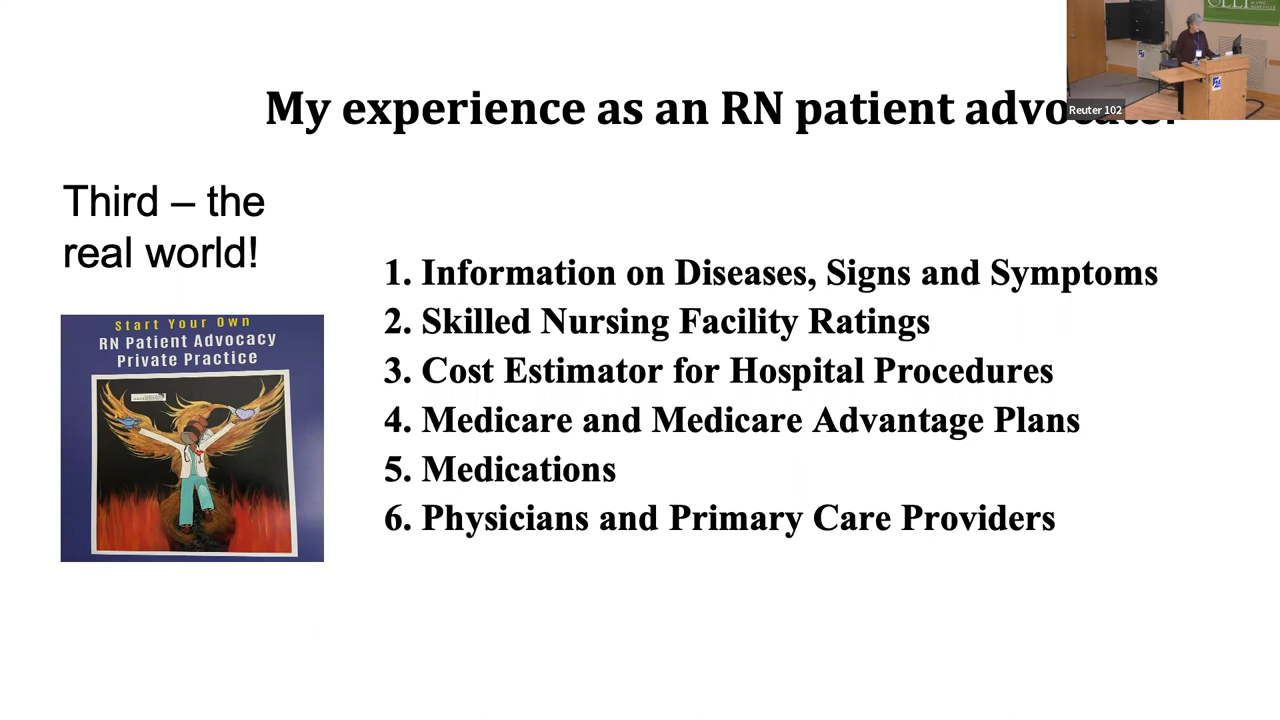 OLLI
Reuter 102
My experience as an RN patient
Third – the
real world!
1. Information on Diseases, Signs and Symptoms
2. Skilled Nursing Facility Ratings
3. Cost Estimator for Hospital Procedures
4. Medicare and Medicare Advantage Plans
5. Medications
6. Physicians and Primary Care Providers
Start Your Own
RN Patient Advocacy
Private Practice